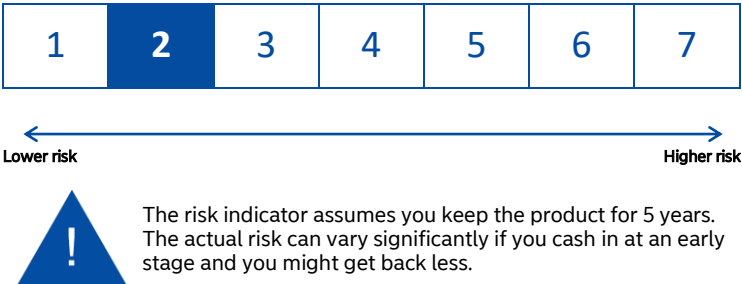 1 2 3 4 5 6 7
Lower risk Higher risk
!
The risk indicator assumes you keep the product for 5 years.
The actual risk can vary significantly if you cash in at an early
stage and you might get back less.